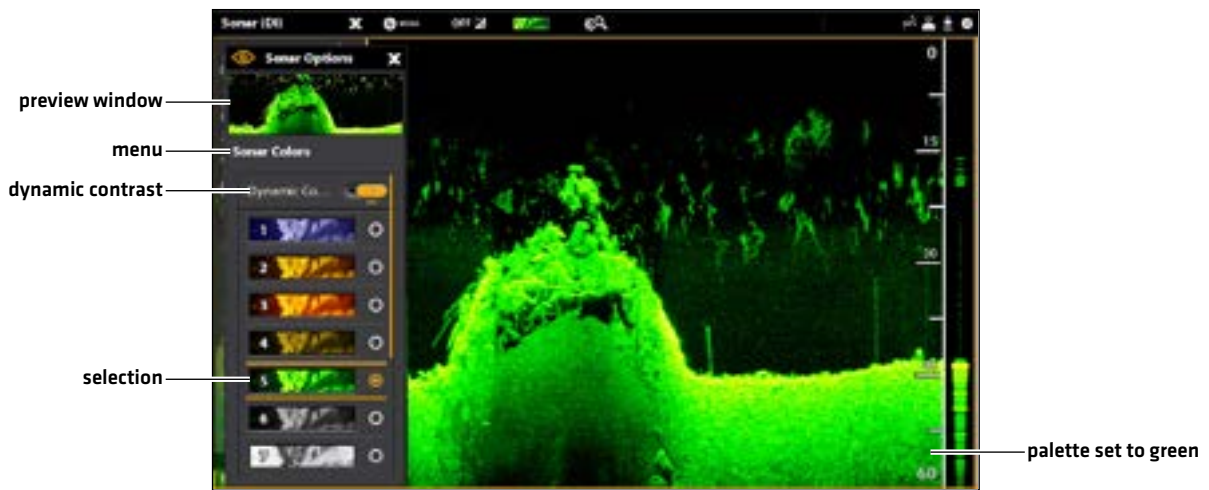 Sonar (DI)
OFF
Sonar Options
preview window
menu
Sonar Colors
dynamic contrast
Dynamic Co...
1
2
3
4
selection
5
6
7
0
15
30
60
palette set to green